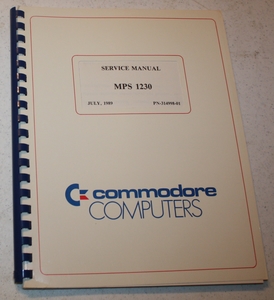 SERVICE MANUAL
MPS 1230
JULY, 1989 PN-314998-01
commodore
COMPUTERS